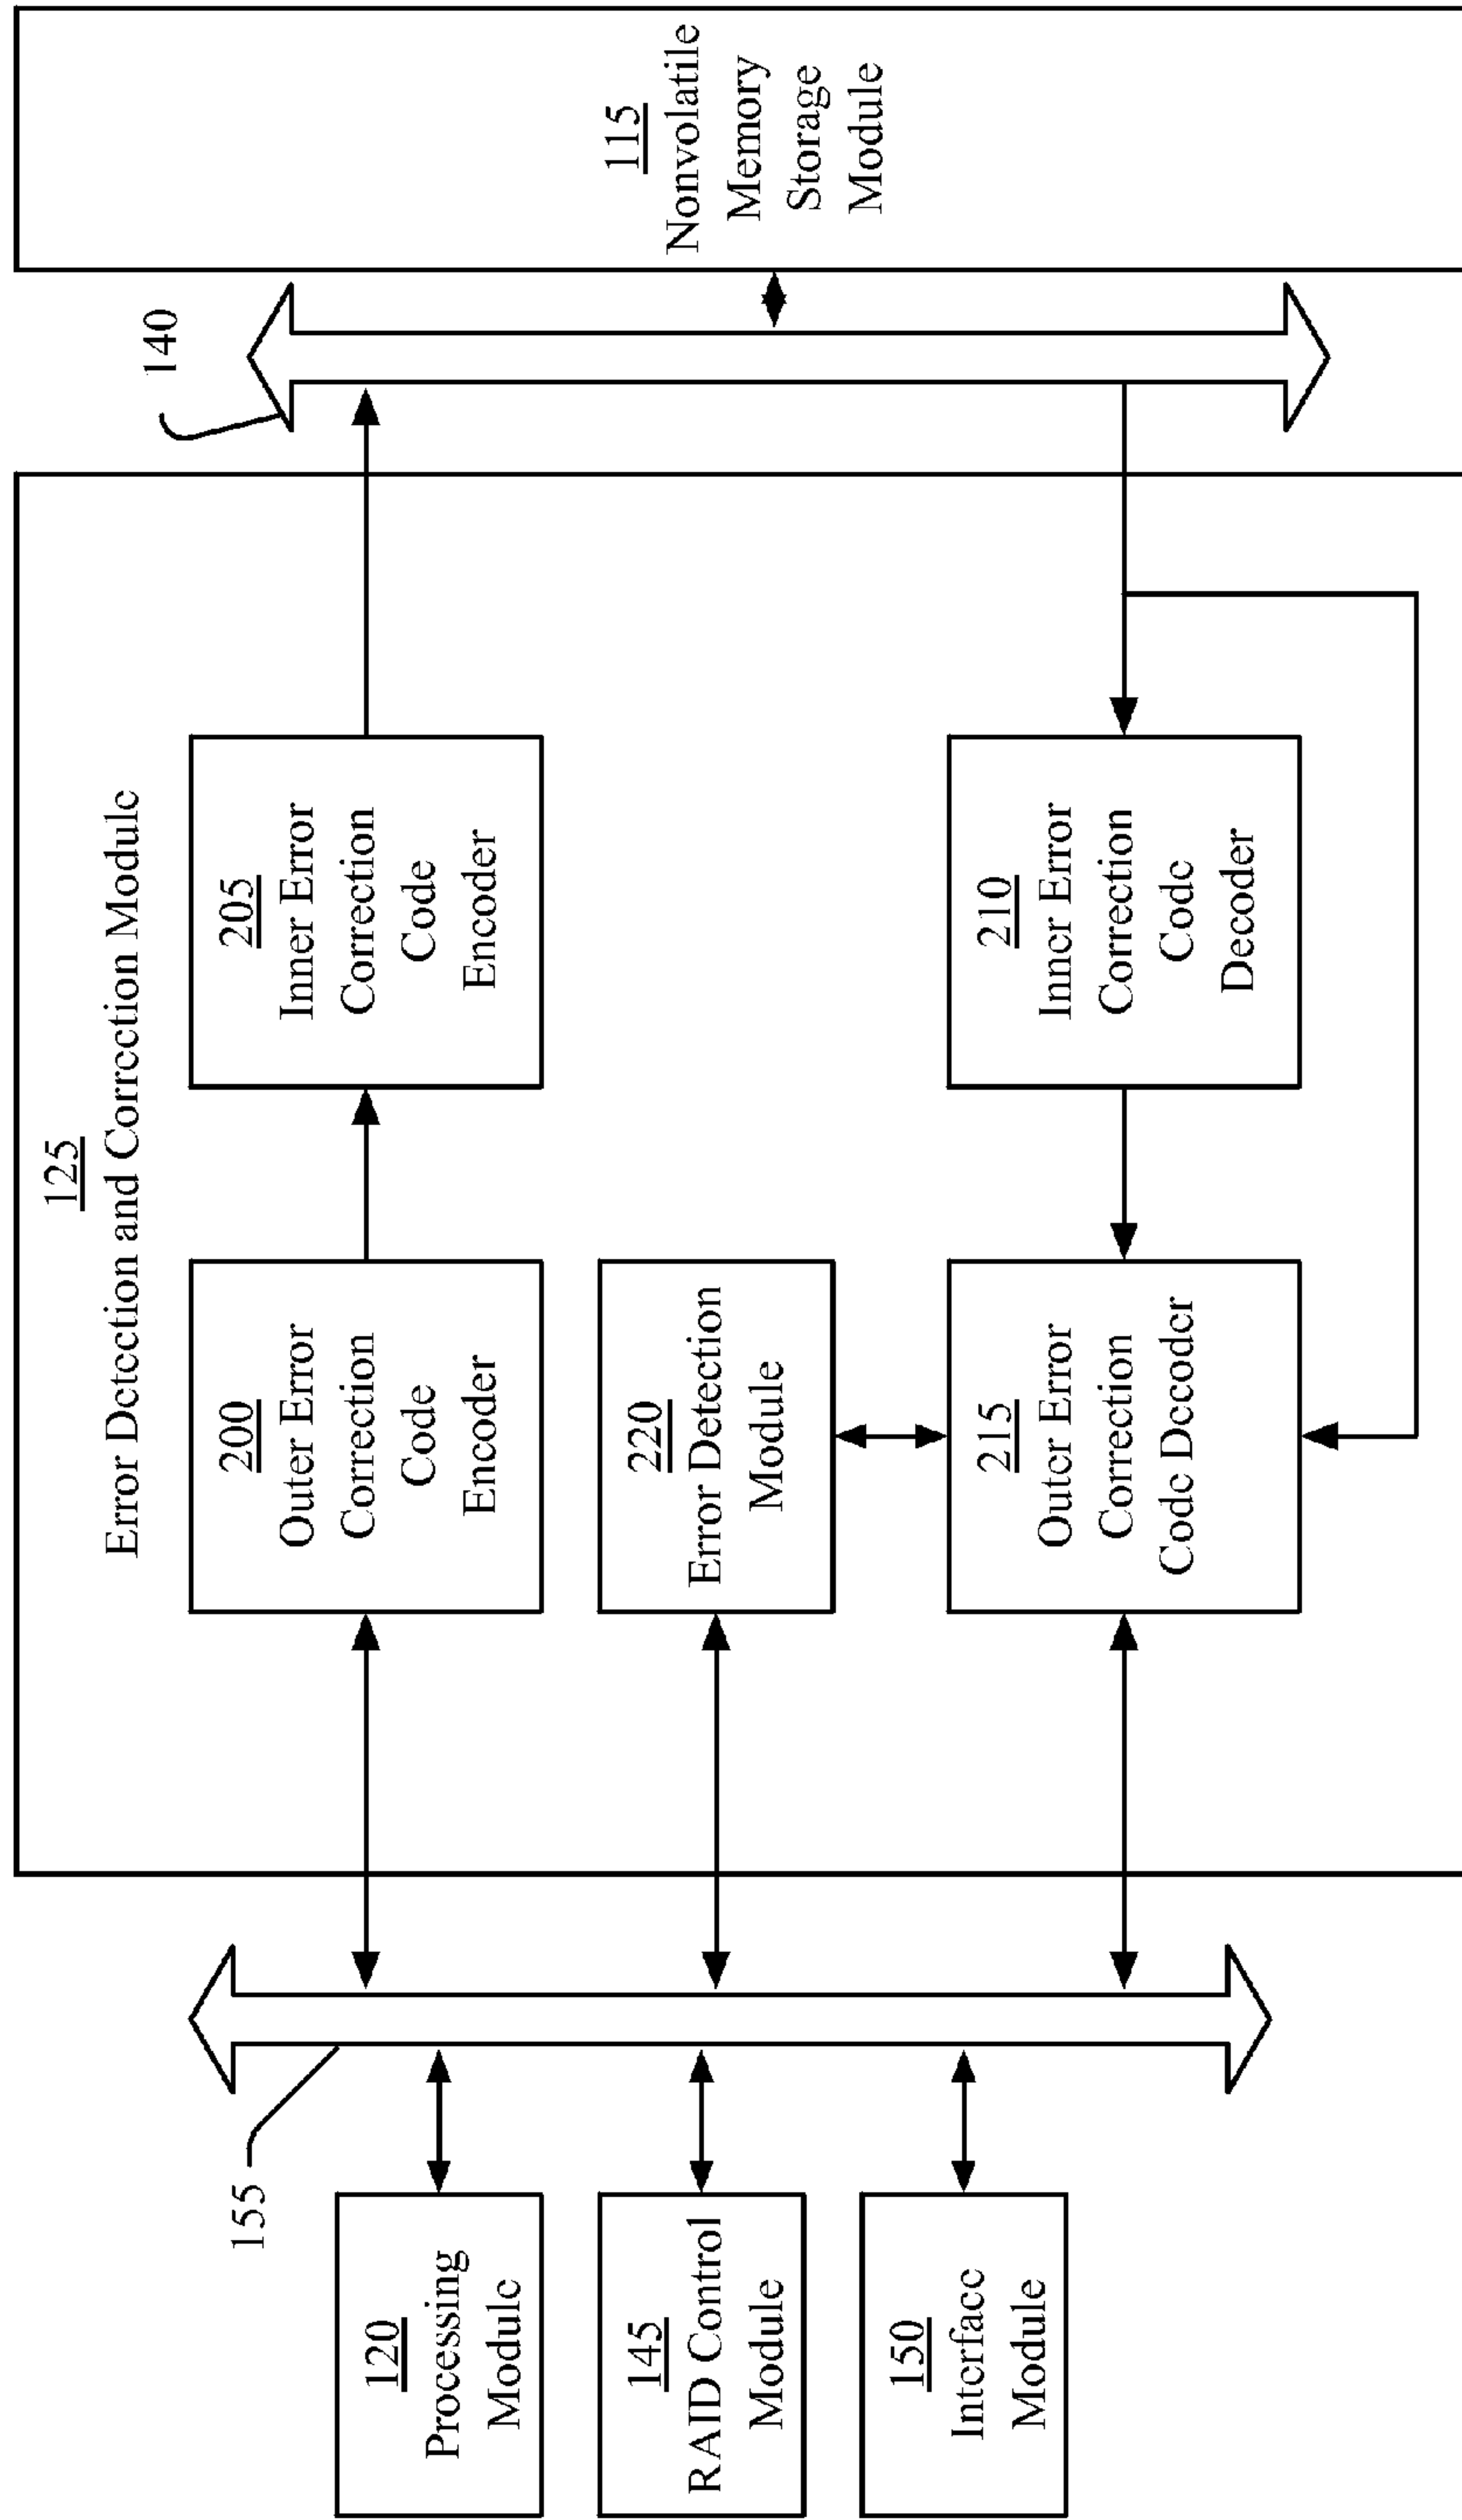 125
Error Detection and Correction Module
155
140
120
Processing
Module
145
RAID Control
Module
150
Interface
Module
200
Outer Error
Correction
Code
Encoder
205
Inner Error
Correction
Code
Encoder
220
Error Detection
Module
215
Outer Error
Correction
Code Decoder
210
Inner Error
Correction
Code
Decoder
115
Nonvolatile
Memory
Storage
Module